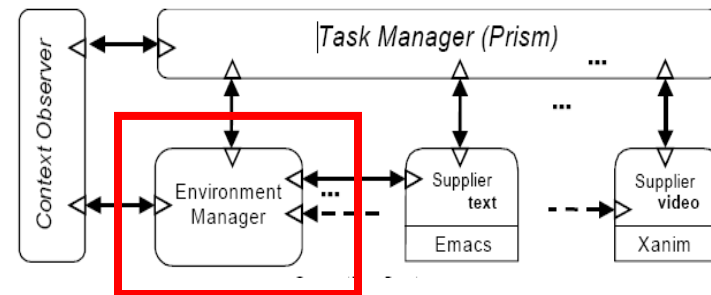 Task Manager (Prism)
...
...
Context Observer
Environment
Manager
...
Supplier
text
Emacs
Supplier
video
Xanim